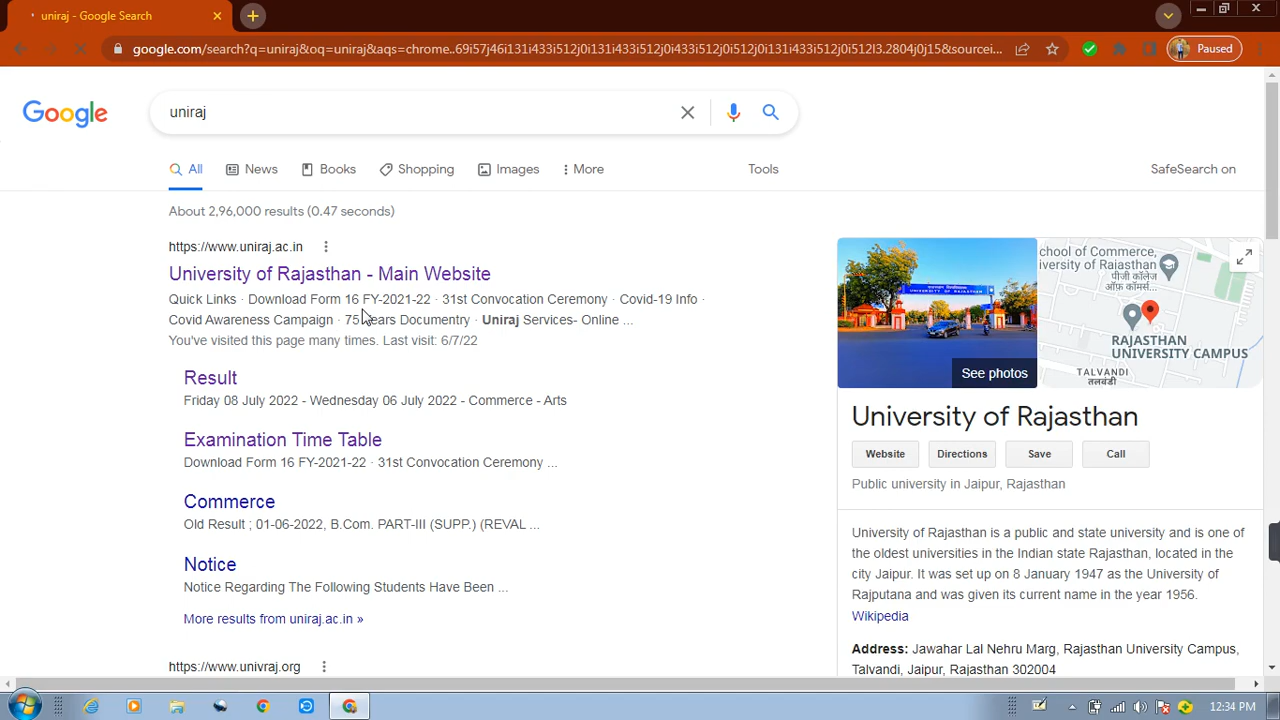 uniraj - Google Search
google.com/search?q=uniraj&oq=uniraj&aqs=chrome..69i57j46i131i433i512j0i131i433i512j0i433i512j0i512j0i131i433i512j0i512l3.2804j0j15&sourcei...
Paused
Google
uniraj
All
News
Books
Shopping
Images
More
Tools
SafeSearch on
About 2,96,000 results (0.47 seconds)
https://www.uniraj.ac.in
University of Rajasthan - Main Website
Quick Links · Download Form 16 FY-2021-22 · 31st Convocation Ceremony · Covid-19 Info ·
Covid Awareness Campaign · 75 Years Documentry · Uniraj Services- Online ...
You've visited this page many times. Last visit: 6/7/22
Result
Friday 08 July 2022 - Wednesday 06 July 2022 - Commerce - Arts
Examination Time Table
Download Form 16 FY-2021-22 · 31st Convocation Ceremony ...
Commerce
Old Result ; 01-06-2022, B.Com. PART-III (SUPP.) (REVAL ...
Notice
Notice Regarding The Following Students Have Been ...
More results from uniraj.ac.in »
https://www.univraj.org
See photos
chool of Commerce,
iversity of Rajasthan
पीजी कॉलेज
ऑफ कॉमर्स...
RAJASTHAN
UNIVERSITY CAMPUS
TALVANDI
तलवंडी
University of Rajasthan
Website
Directions
Save
Call
Public university in Jaipur, Rajasthan
University of Rajasthan is a public and state university and is one of
the oldest universities in the Indian state Rajasthan, located in the
city Jaipur. It was set up on 8 January 1947 as the University of
Rajputana and was given its current name in the year 1956.
Wikipedia
Address: Jawahar Lal Nehru Marg, Rajasthan University Campus,
Talvandi, Jaipur, Rajasthan 302004
12:34 PM